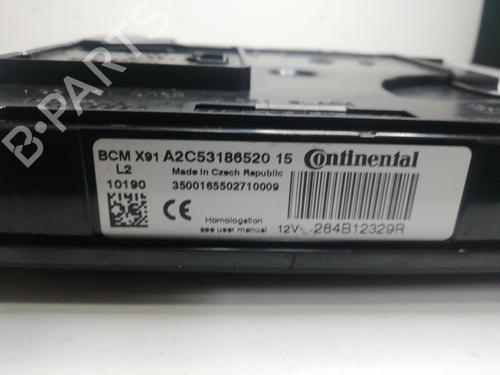 B-PARTS
BCM X91 A2C53186520 15 Continental
L2
Made in Czech Republic
10190
3500165502710009
CE
Homologation
see user manual
12V
284B12329R